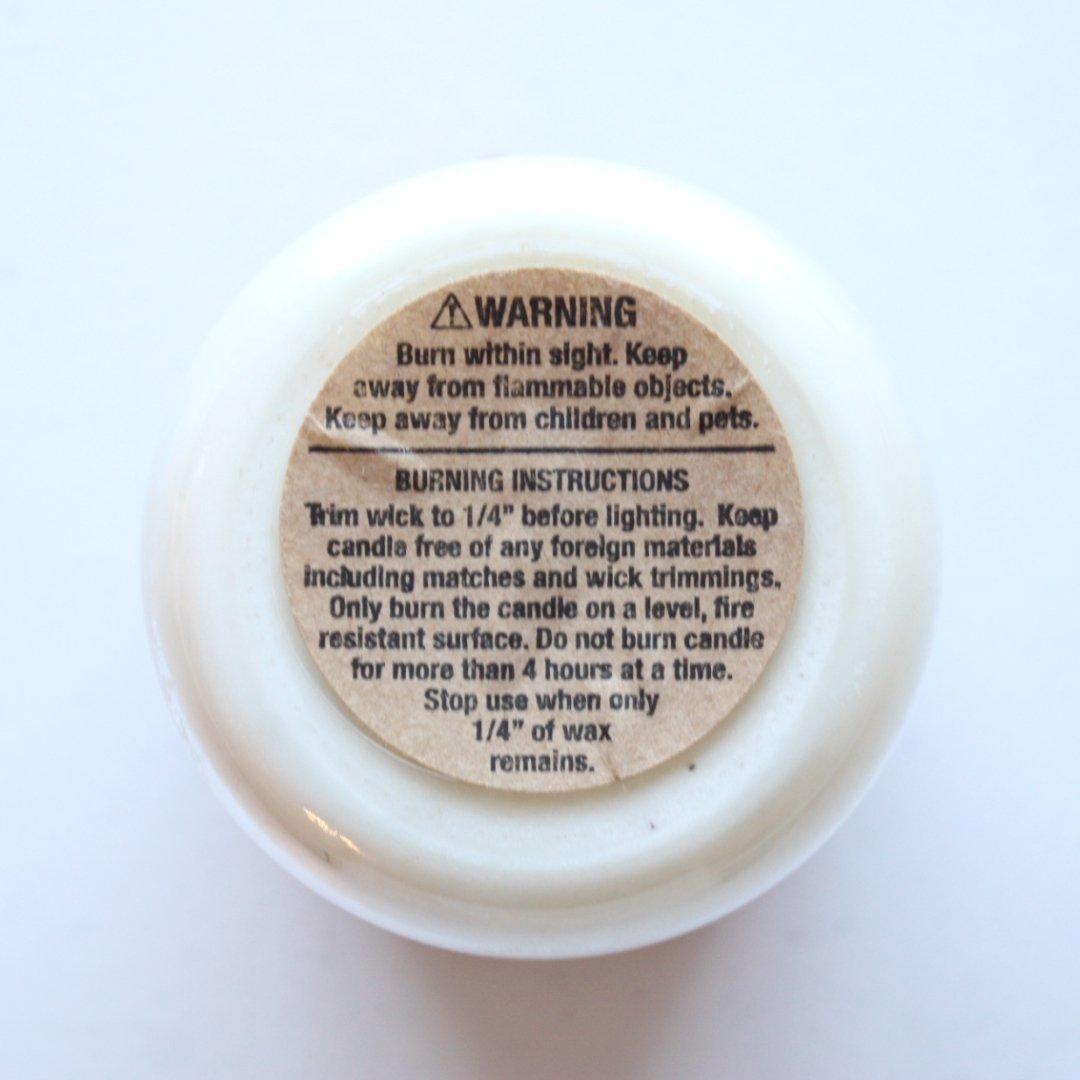 ⚠WARNING
Burn within sight. Keep
away from flammable objects.
Keep away from children and pets.
BURNING INSTRUCTIONS
Trim wick to 1/4" before lighting. Keep
candle free of any foreign materials
including matches and wick trimmings.
Only burn the candle on a level, fire
resistant surface. Do not burn candle
for more than 4 hours at a time.
Stop use when only
1/4" of wax
remains.